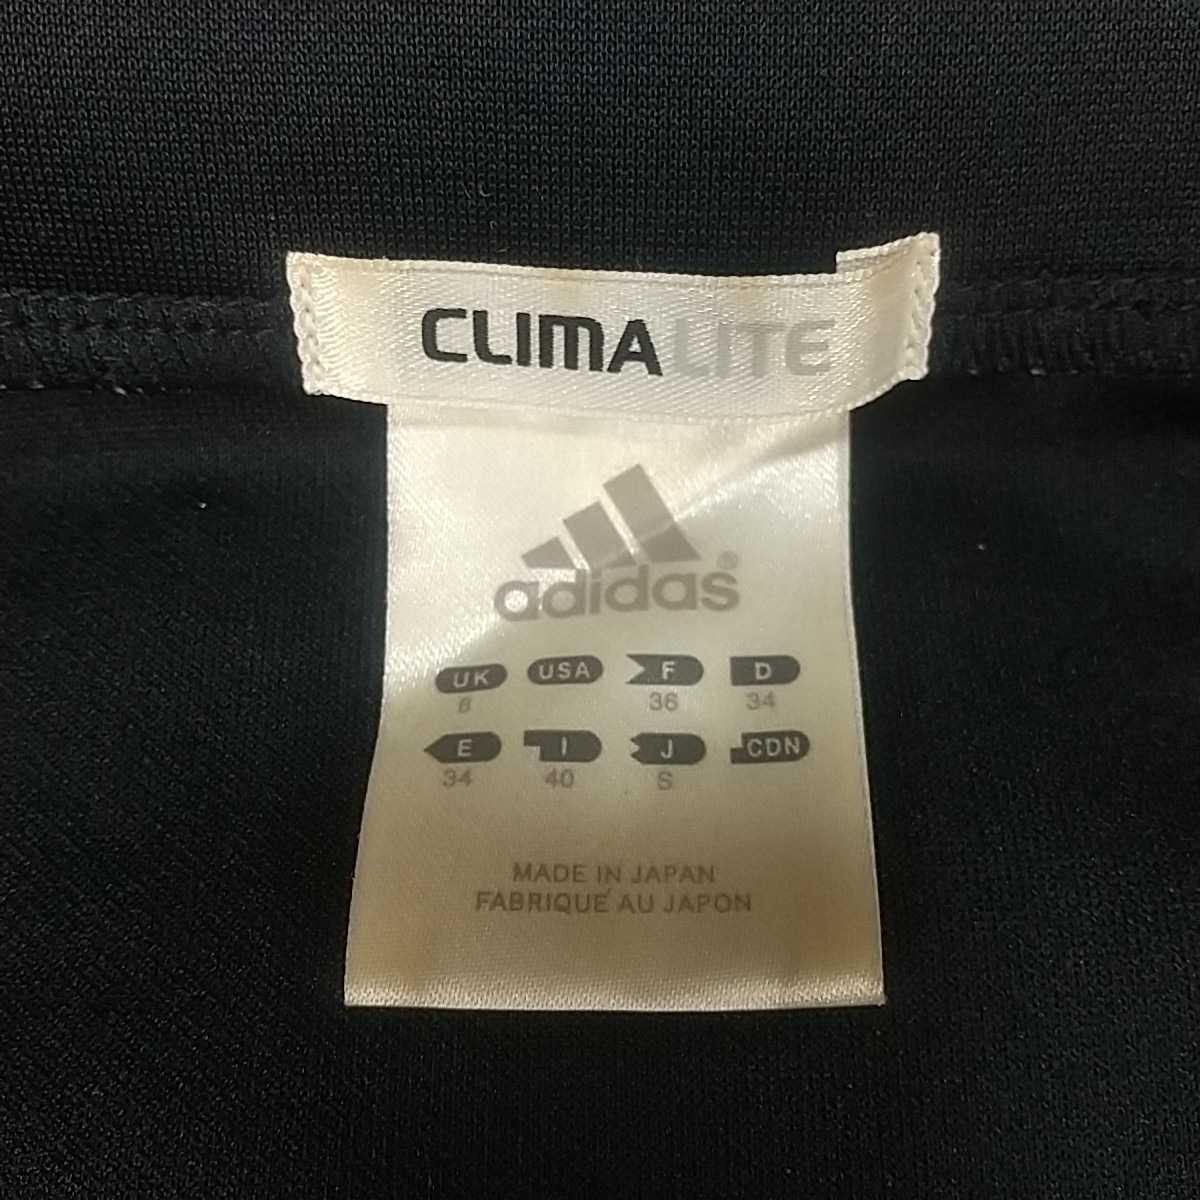 CLIMALITE
adidas®
UK USA F D
8 36 34
E I J CDN
34 40 S
MADE IN JAPAN
FABRIQUÉ AU JAPON